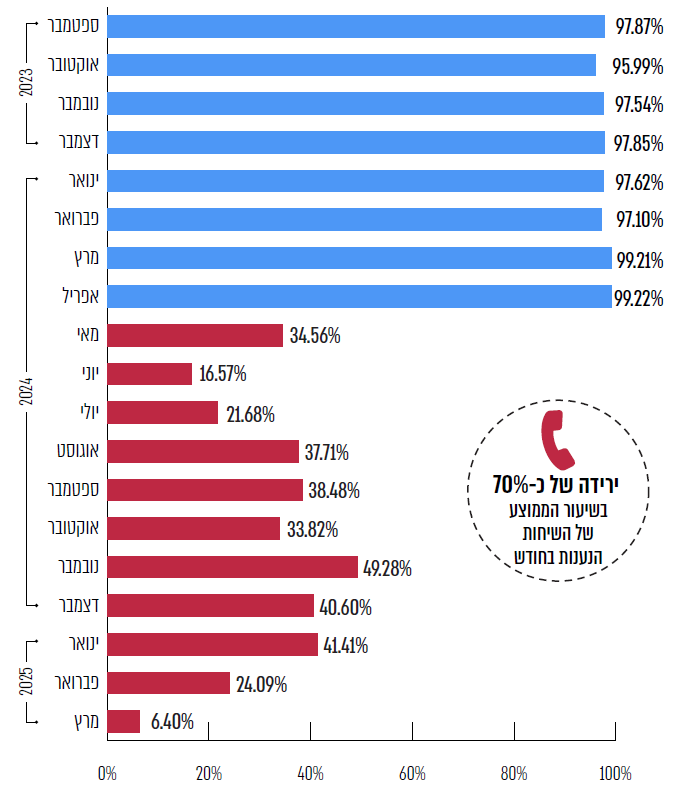 2023
ספטמבר 97.87%
אוקטובר 95.99%
נובמבר 97.54%
דצמבר 97.85%
2024
ינואר 97.62%
פברואר 97.10%
מרץ 99.21%
אפריל 99.22%
מאי 34.56%
יוני 16.57%
יולי 21.68%
אוגוסט 37.71%
ספטמבר 38.48%
אוקטובר 33.82%
נובמבר 49.28%
דצמבר 40.60%
2025
ינואר 41.41%
פברואר 24.09%
מרץ 6.40%
0% 20% 40% 60% 80% 100%
ירידה של כ-70%
בשיעור הממוצע
של השיחות
הנענות בחודש